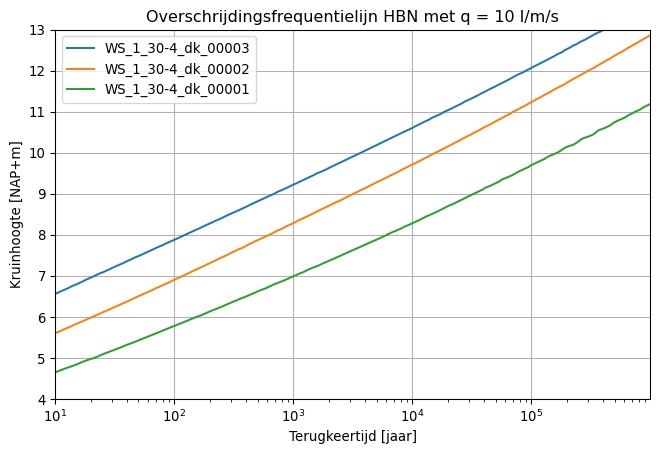 Overschrijdingsfrequentielijn HBN met q = 10 l/m/s
WS_1_30-4_dk_00003
WS_1_30-4_dk_00002
WS_1_30-4_dk_00001
Kruinhoogte [NAP+m]
13
12
11
10
9
8
7
6
5
4
10¹ 10² 10³ 10⁴ 10⁵
Terugkeertijd [jaar]